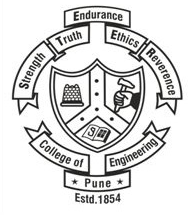 Endurance
Truth Ethics
Strength Reverence
College of Engineering
★ Pune ★
Estd.1854